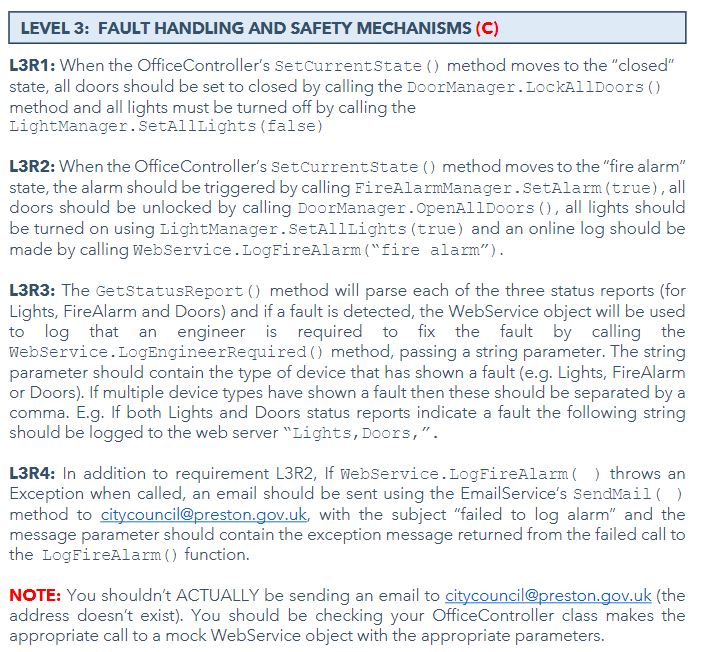 LEVEL 3: FAULT HANDLING AND SAFETY MECHANISMS (C)
L3R1: When the OfficeController’s SetCurrentState() method moves to the “closed”
state, all doors should be set to closed by calling the DoorManager.LockAllDoors()
method and all lights must be turned off by calling the
LightManager.SetAllLights(false)
L3R2: When the OfficeController’s SetCurrentState() method moves to the “fire alarm”
state, the alarm should be triggered by calling FireAlarmManager.SetAlarm(true), all
doors should be unlocked by calling DoorManager.OpenAllDoors(), all lights should
be turned on using LightManager.SetAllLights(true) and an online log should be
made by calling WebService.LogFireAlarm(“fire alarm”).
L3R3: The GetStatusReport() method will parse each of the three status reports (for
Lights, FireAlarm and Doors) and if a fault is detected, the WebService object will be used
to log that an engineer is required to fix the fault by calling the
WebService.LogEngineerRequired() method, passing a string parameter. The string
parameter should contain the type of device that has shown a fault (e.g. Lights, FireAlarm
or Doors). If multiple device types have shown a fault then these should be separated by a
comma. E.g. If both Lights and Doors status reports indicate a fault the following string
should be logged to the web server “Lights,Doors,”.
L3R4: In addition to requirement L3R2, If WebService.LogFireAlarm( ) throws an
Exception when called, an email should be sent using the EmailService’s SendMail( )
method to citycouncil@preston.gov.uk, with the subject “failed to log alarm” and the
message parameter should contain the exception message returned from the failed call to
the LogFireAlarm() function.
NOTE: You shouldn’t ACTUALLY be sending an email to citycouncil@preston.gov.uk (the
address doesn’t exist). You should be checking your OfficeController class makes the
appropriate call to a mock WebService object with the appropriate parameters.